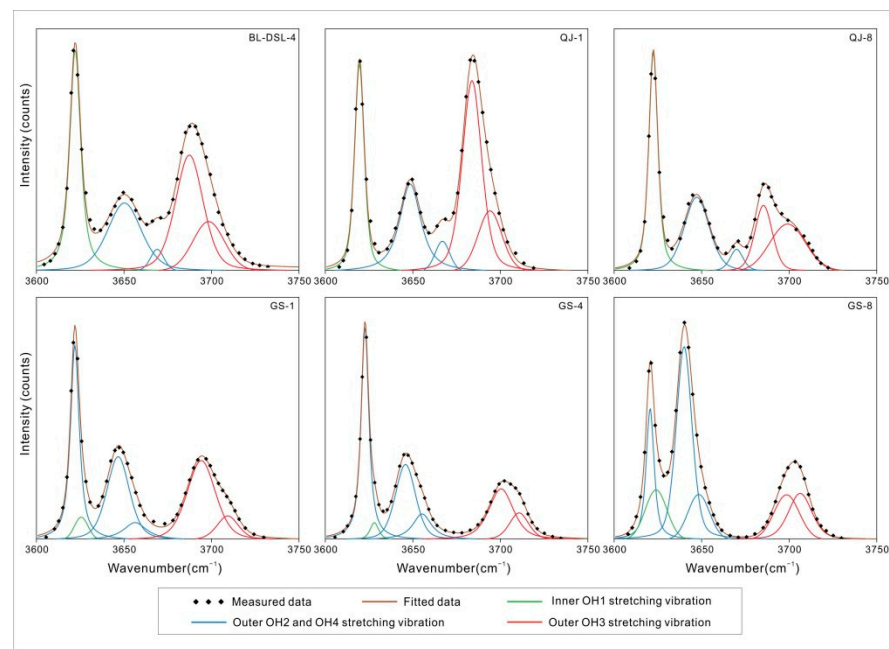 BL-DSL-4 QJ-1 QJ-8
Intensity (counts)
3600 3650 3700 3750 3600 3650 3700 3750 3600 3650 3700 3750
GS-1 GS-4 GS-8
Intensity (counts)
3600 3650 3700 3750 3600 3650 3700 3750 3600 3650 3700 3750
Wavenumber(cm⁻¹) Wavenumber(cm⁻¹) Wavenumber(cm⁻¹)
Measured data Fitted data Inner OH1 stretching vibration
Outer OH2 and OH4 stretching vibration Outer OH3 stretching vibration